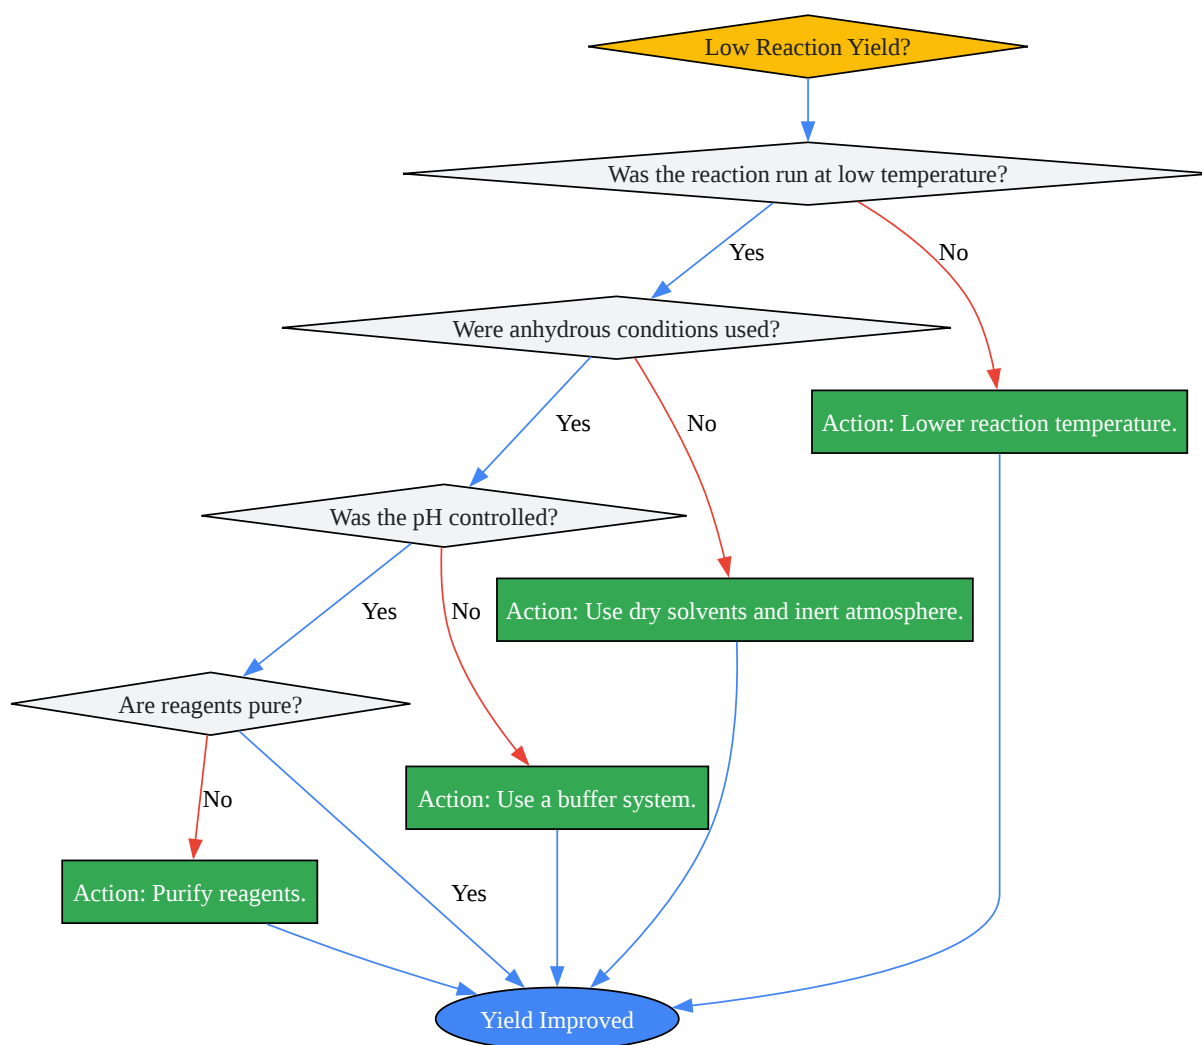 Low Reaction Yield?
Was the reaction run at low temperature?
Yes
No
Were anhydrous conditions used?
Yes
No
Action: Lower reaction temperature.
Was the pH controlled?
Yes
No
Action: Use dry solvents and inert atmosphere.
Are reagents pure?
No
Action: Use a buffer system.
Action: Purify reagents.
Yes
Yield Improved